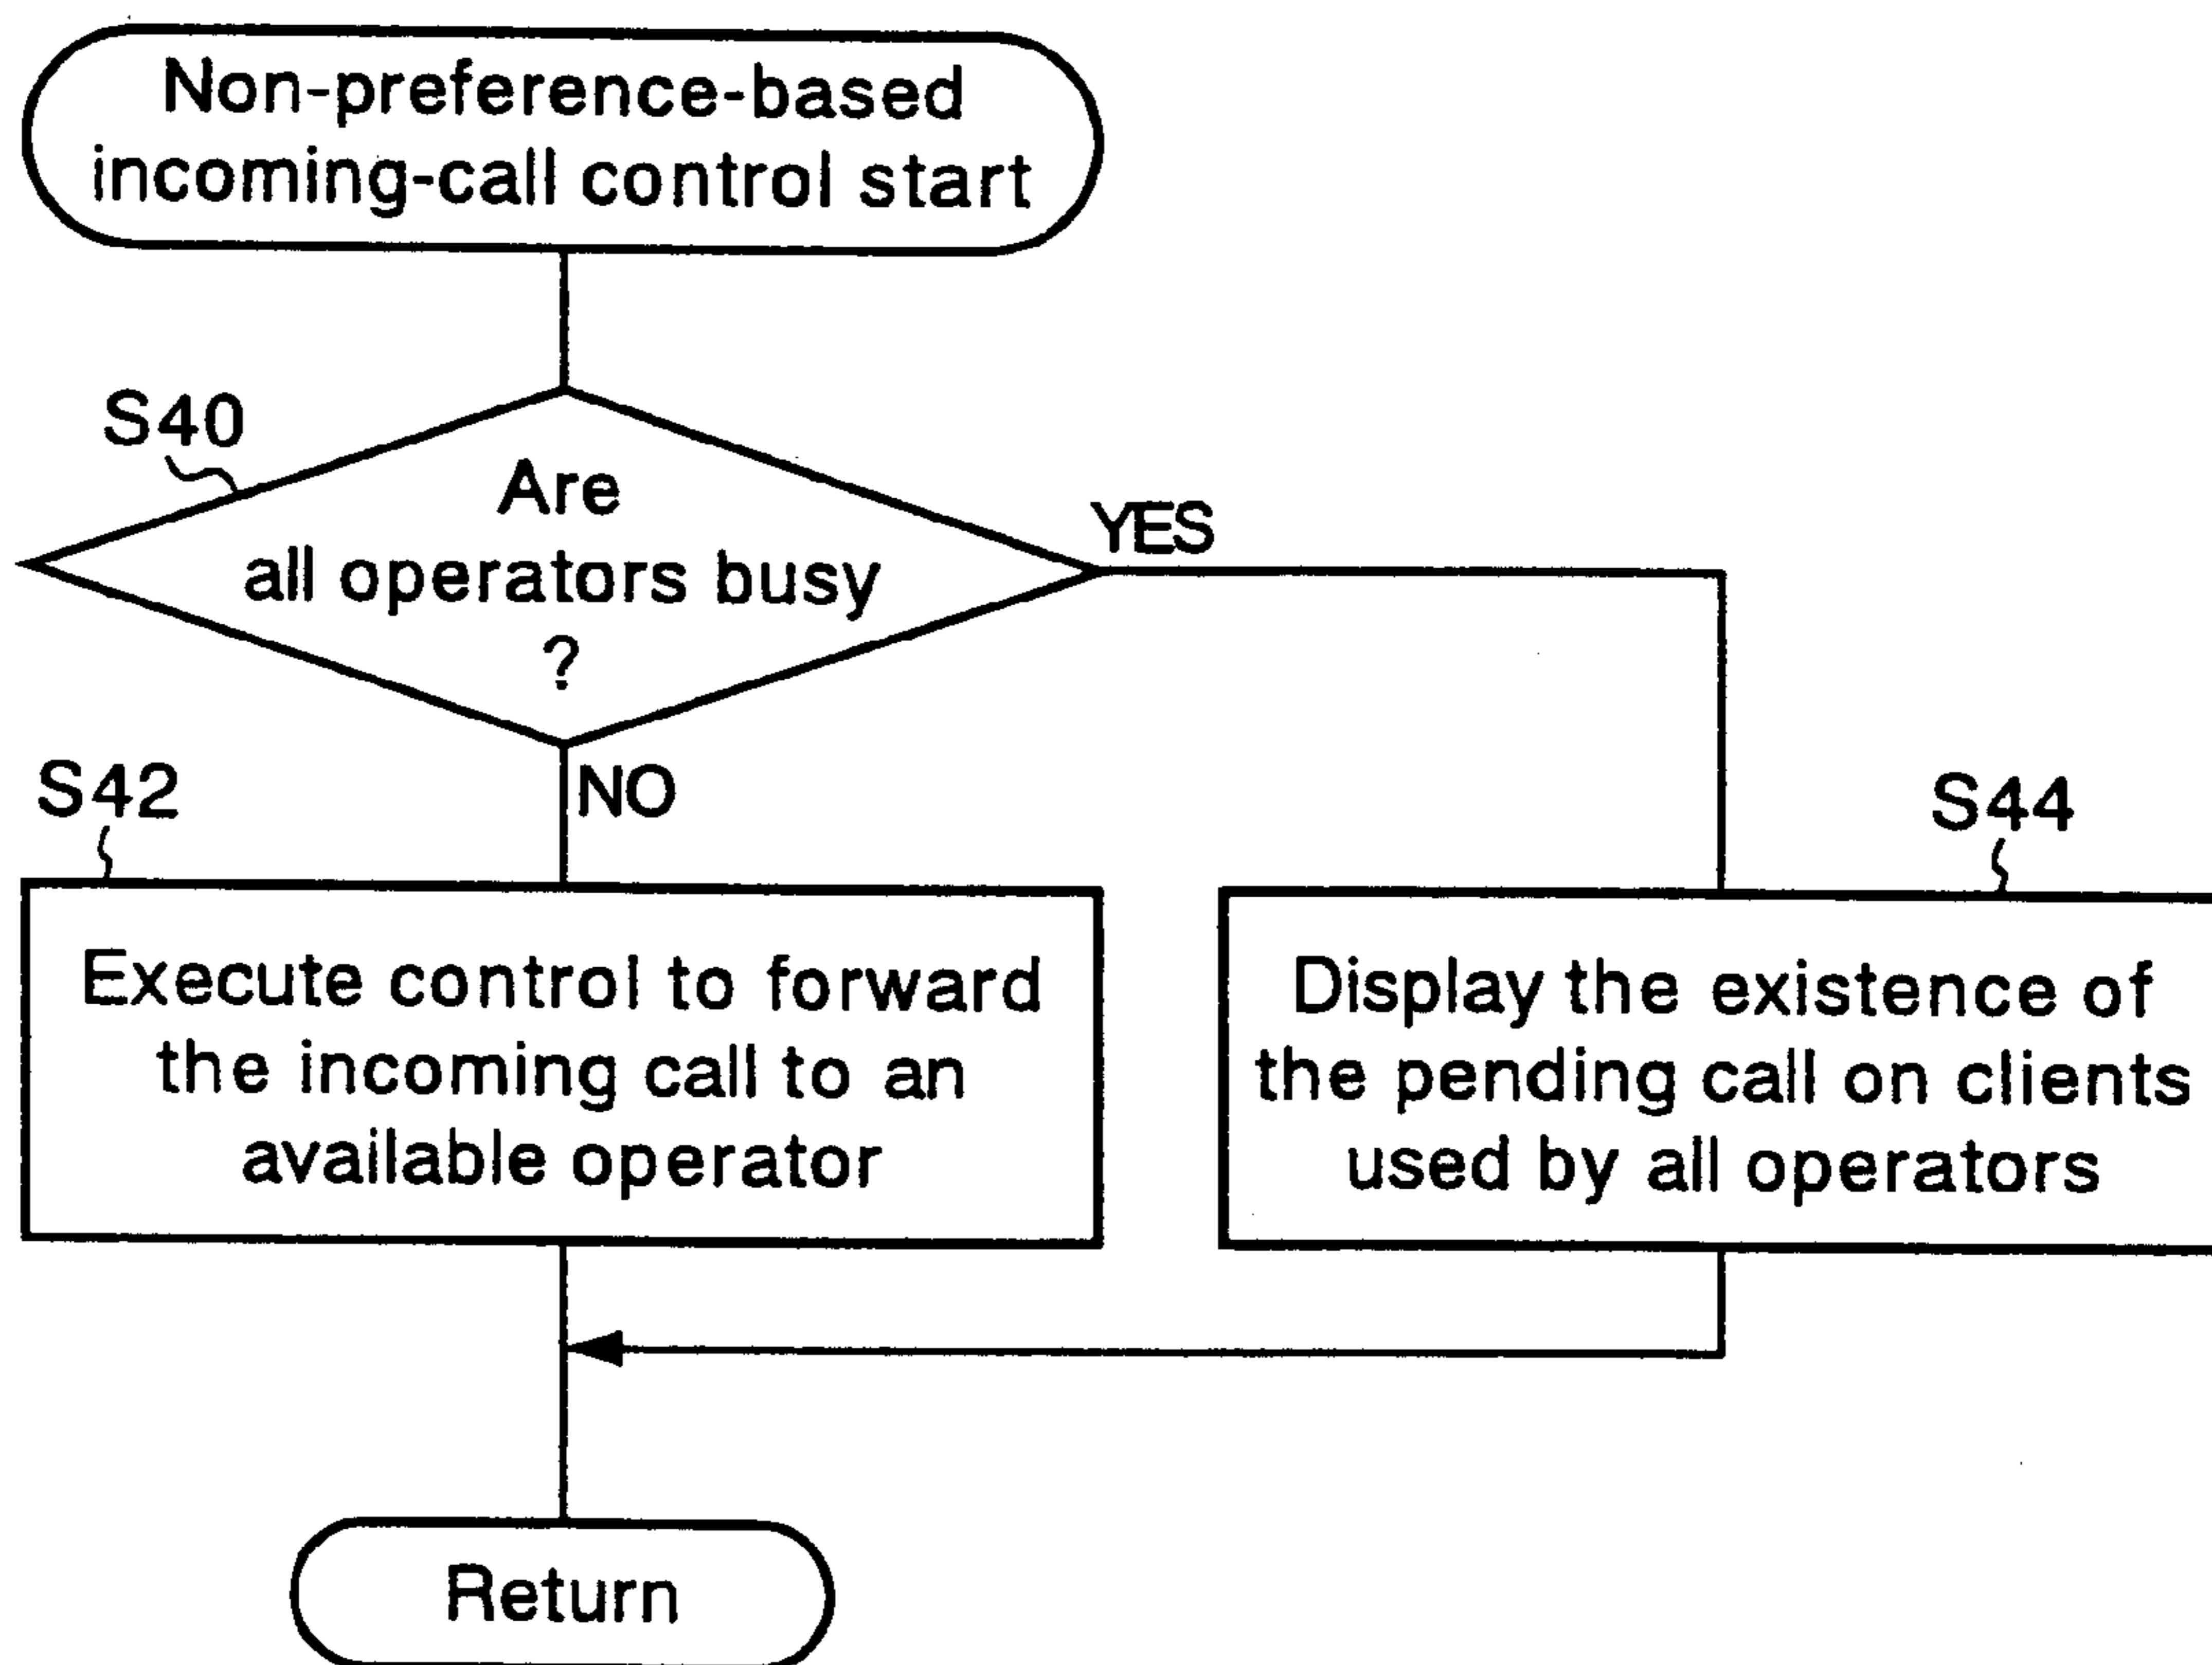 Non-preference-based
incoming-call control start
S40
Are
all operators busy
?
YES
NO
S42
Execute control to forward
the incoming call to an
available operator
S44
Display the existence of
the pending call on clients
used by all operators
Return